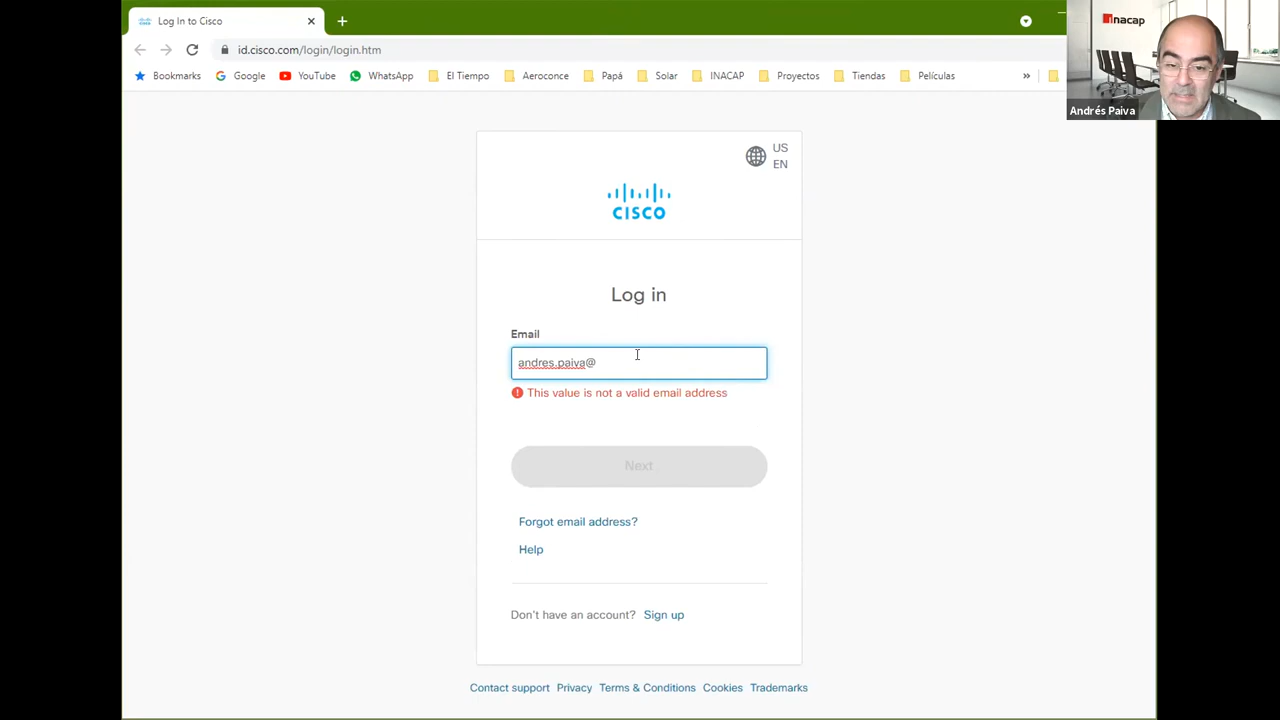 Log In to Cisco
id.cisco.com/login/login.htm
Bookmarks Google YouTube WhatsApp El Tiempo Aeroconce Papá Solar INACAP Proyectos Tiendas Películas »
inacap
Andrés Paiva
US
EN
CISCO
Log in
Email
andres.paiva@
This value is not a valid email address
Next
Forgot email address?
Help
Don't have an account? Sign up
Contact support Privacy Terms & Conditions Cookies Trademarks